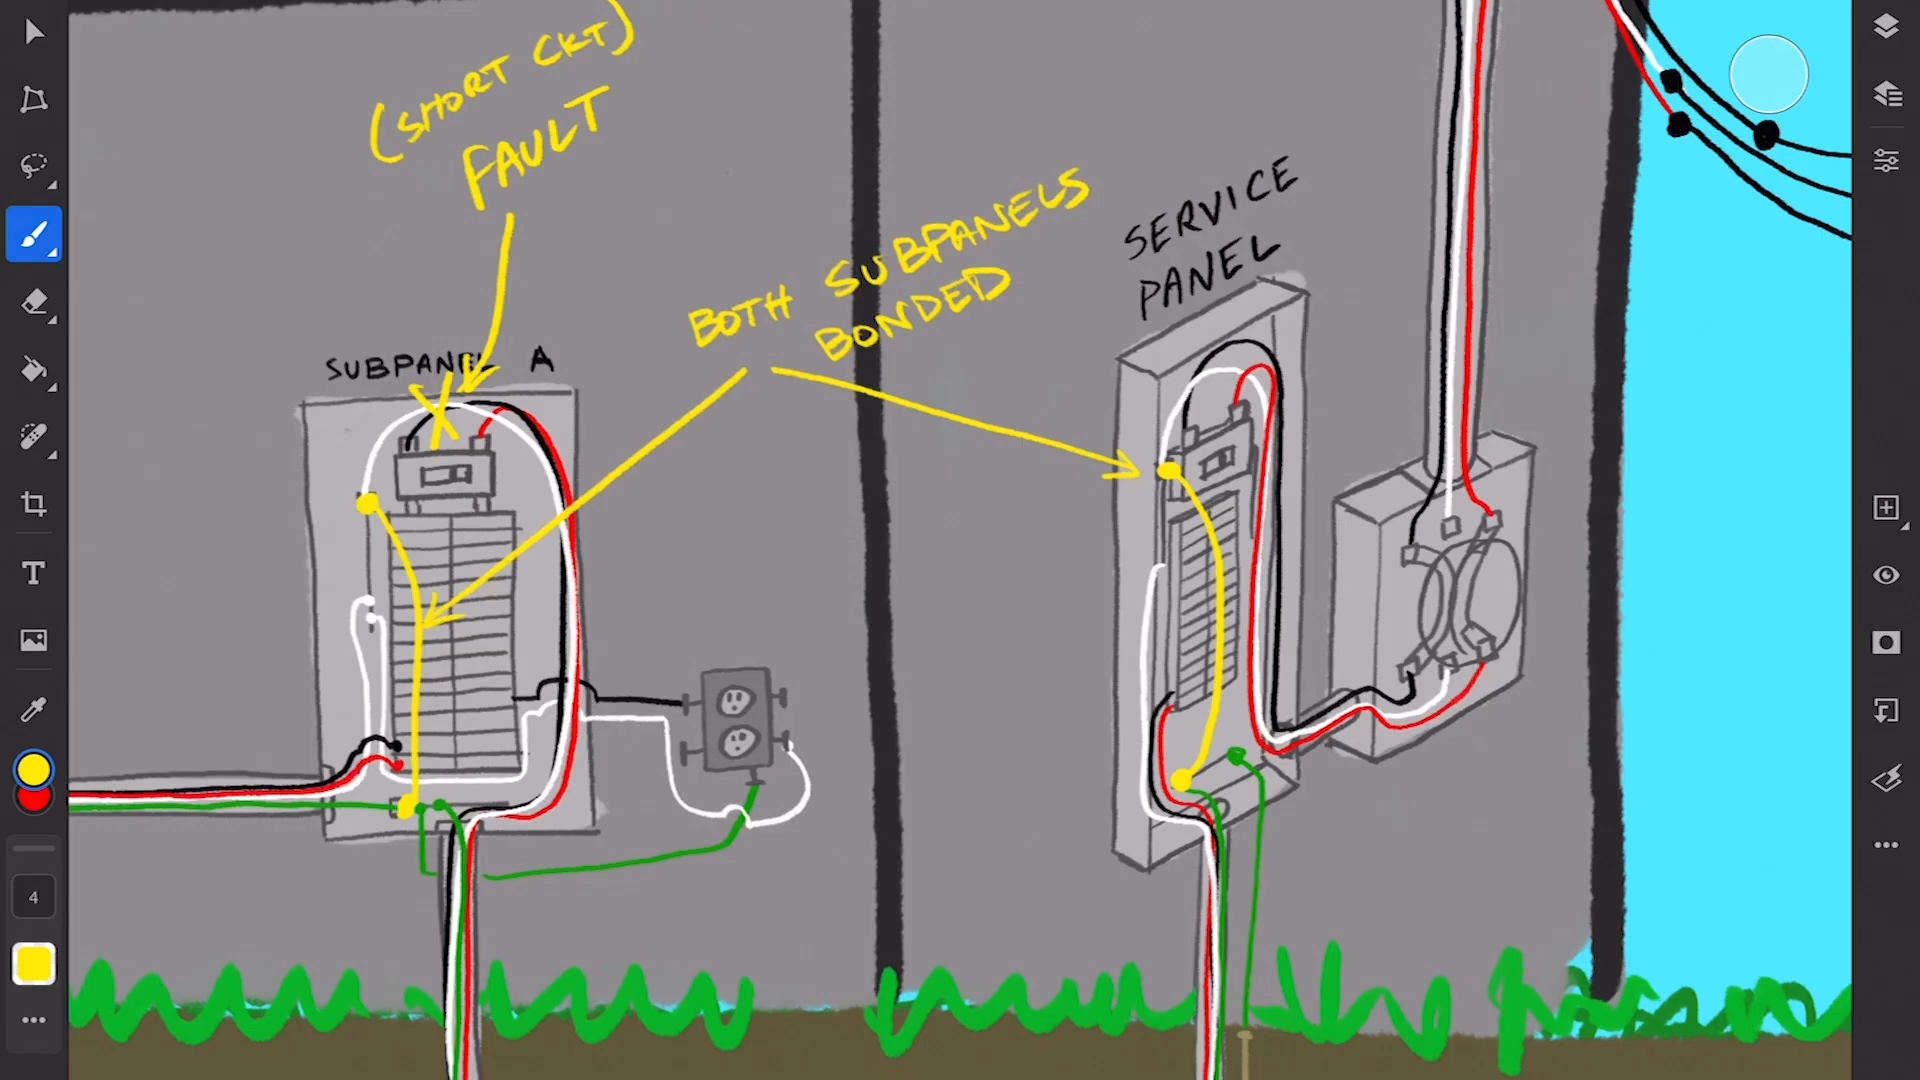 (SHORT CKT)
FAULT
BOTH SUBPANELS
BONDED
SERVICE
PANEL
SUBPANEL A
T
4